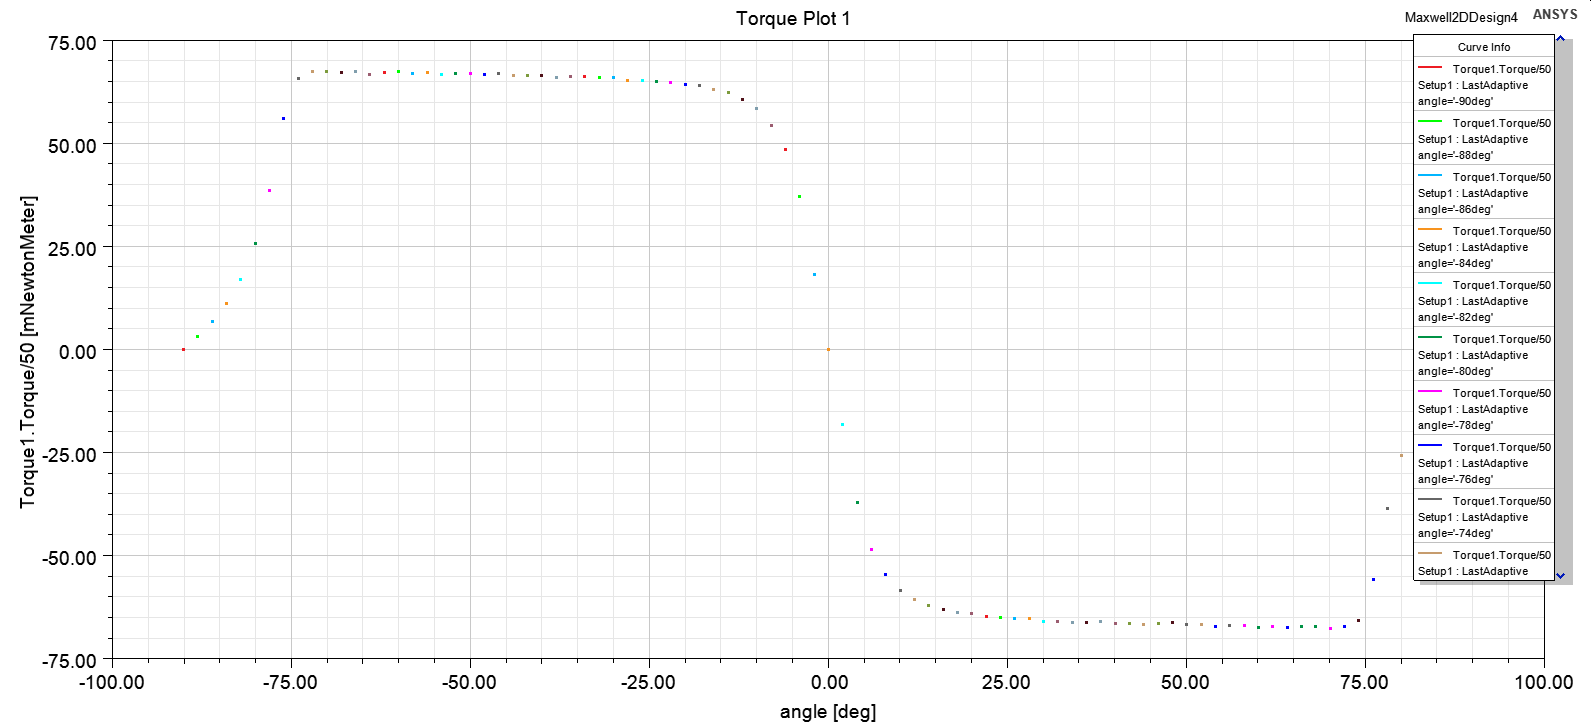 Torque Plot 1
Maxwell2DDesign4
ANSYS
75.00
50.00
25.00
0.00
-25.00
-50.00
-75.00
Torque1.Torque/50 [mNewtonMeter]
-100.00
-75.00
-50.00
-25.00
0.00
25.00
50.00
75.00
100.00
angle [deg]
Curve Info
Torque1.Torque/50
Setup1 : LastAdaptive
angle='-90deg'
Torque1.Torque/50
Setup1 : LastAdaptive
angle='-88deg'
Torque1.Torque/50
Setup1 : LastAdaptive
angle='-86deg'
Torque1.Torque/50
Setup1 : LastAdaptive
angle='-84deg'
Torque1.Torque/50
Setup1 : LastAdaptive
angle='-82deg'
Torque1.Torque/50
Setup1 : LastAdaptive
angle='-80deg'
Torque1.Torque/50
Setup1 : LastAdaptive
angle='-78deg'
Torque1.Torque/50
Setup1 : LastAdaptive
angle='-76deg'
Torque1.Torque/50
Setup1 : LastAdaptive
angle='-74deg'
Torque1.Torque/50
Setup1 : LastAdaptive